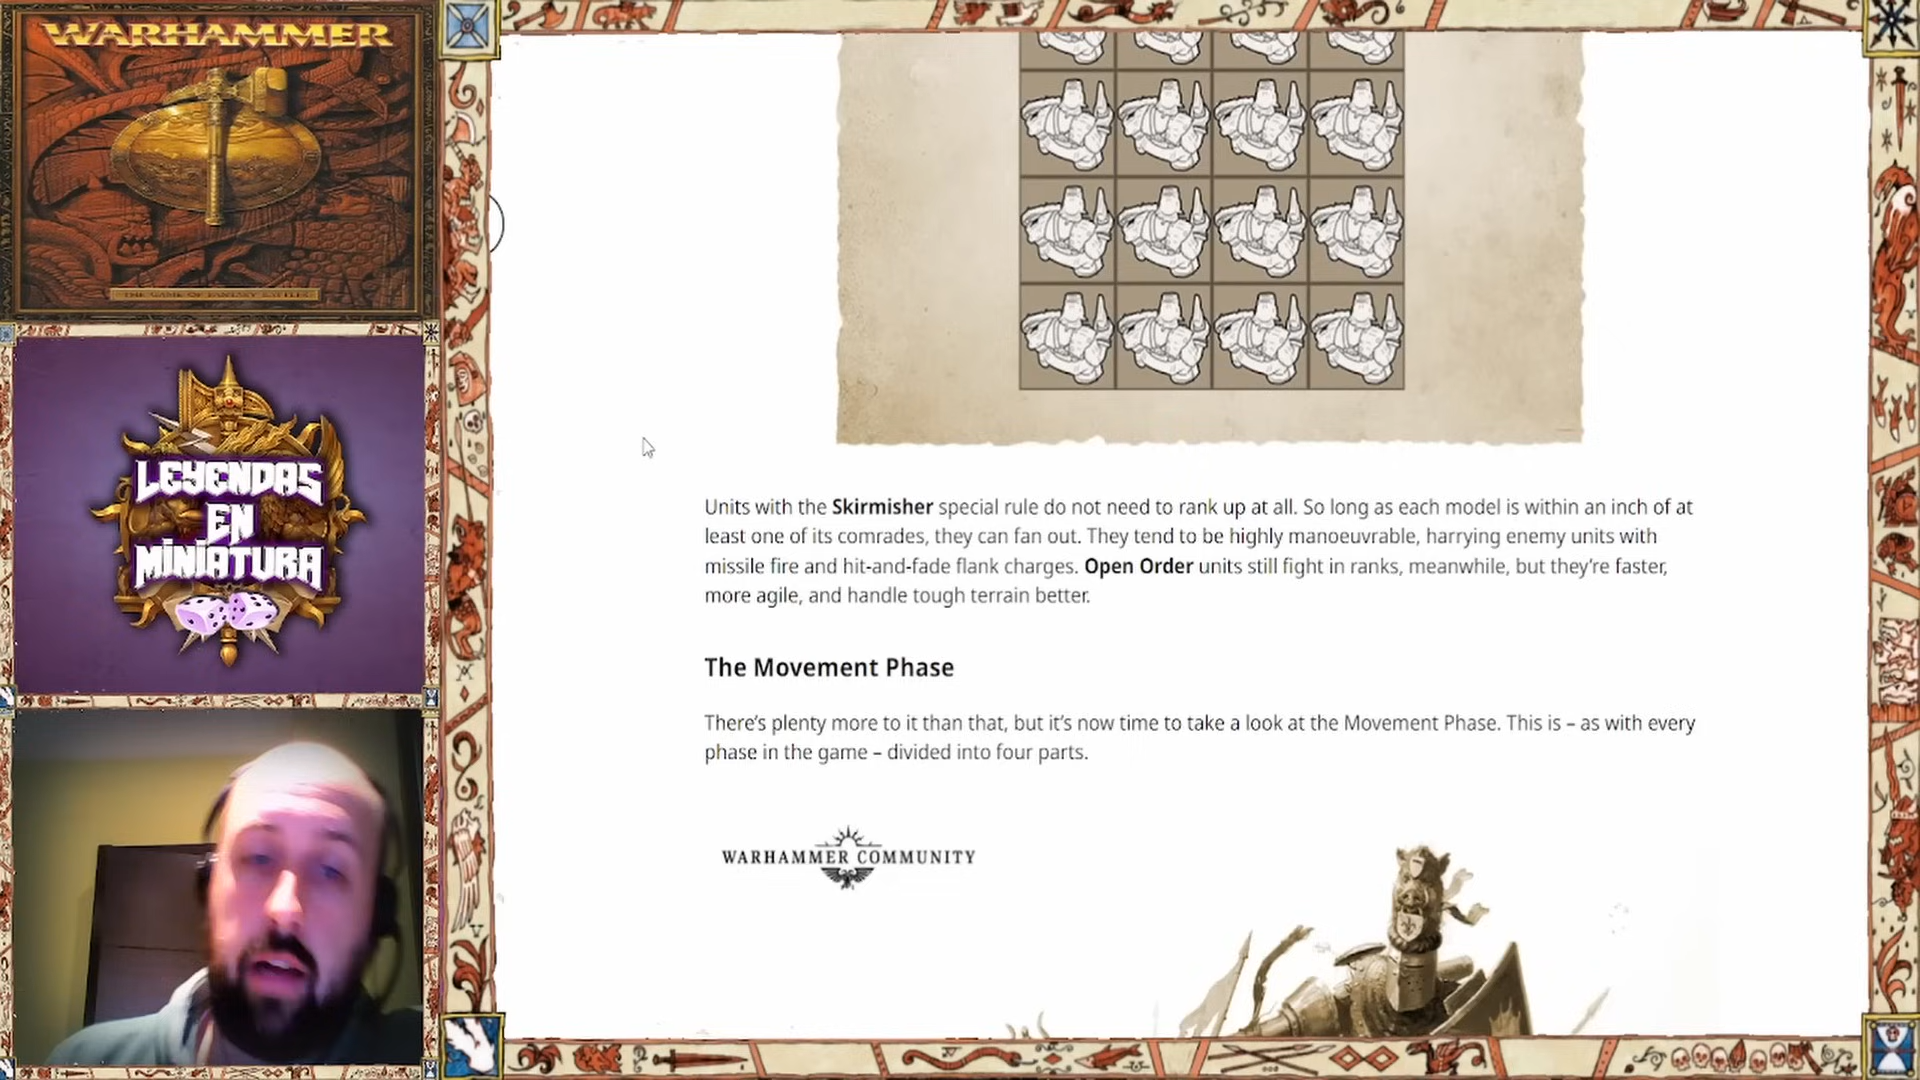 WARHAMMER
THE GAME OF FANTASY BATTLES
LEYENDAS
EN
MINIATURA
Units with the Skirmisher special rule do not need to rank up at all. So long as each model is within an inch of at
least one of its comrades, they can fan out. They tend to be highly manoeuvrable, harrying enemy units with
missile fire and hit-and-fade flank charges. Open Order units still fight in ranks, meanwhile, but they’re faster,
more agile, and handle tough terrain better.
The Movement Phase
There’s plenty more to it than that, but it’s now time to take a look at the Movement Phase. This is – as with every
phase in the game – divided into four parts.
WARHAMMER COMMUNITY